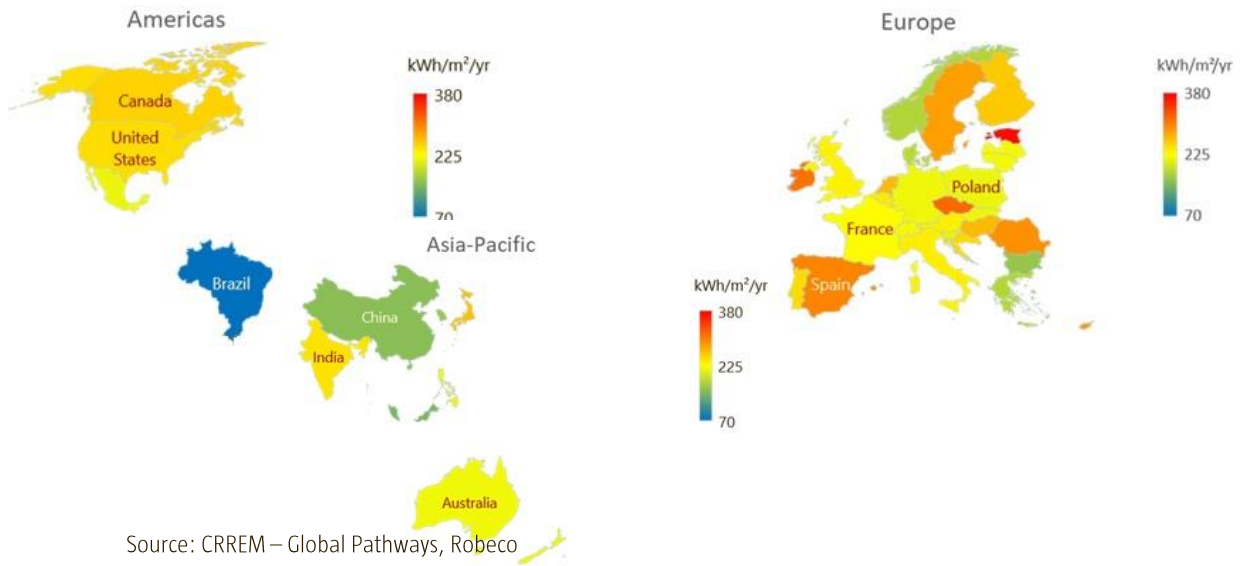 Americas
kWh/m²/yr
380
225
70
Canada
United
States
Brazil
Asia-Pacific
China
India
Australia
kWh/m²/yr
380
225
70
Europe
kWh/m²/yr
380
225
70
Poland
France
Spain
Source: CRREM – Global Pathways, Robeco